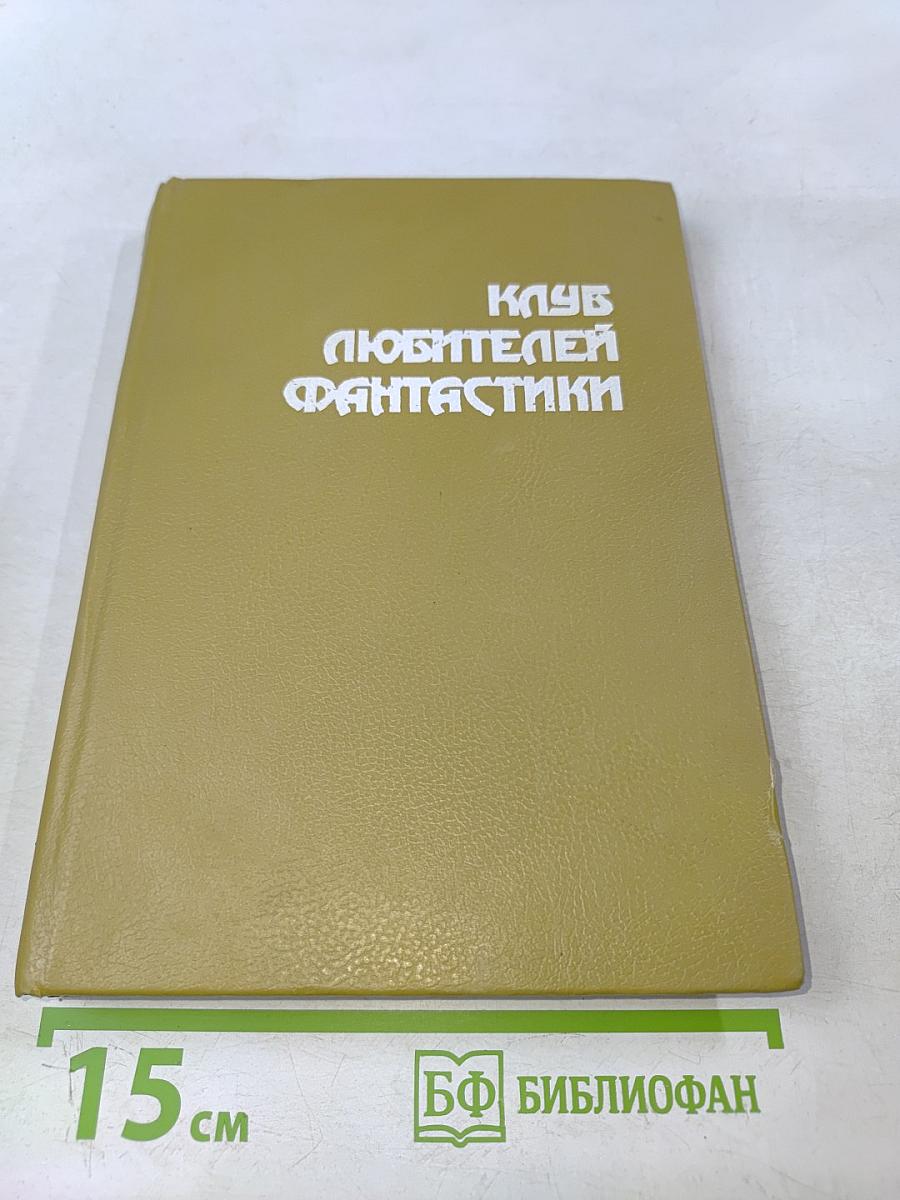 КЛУБ
ЛЮБИТЕЛЕЙ
ФАНТАСТИКИ
15 см
БФ БИБЛИОФАН